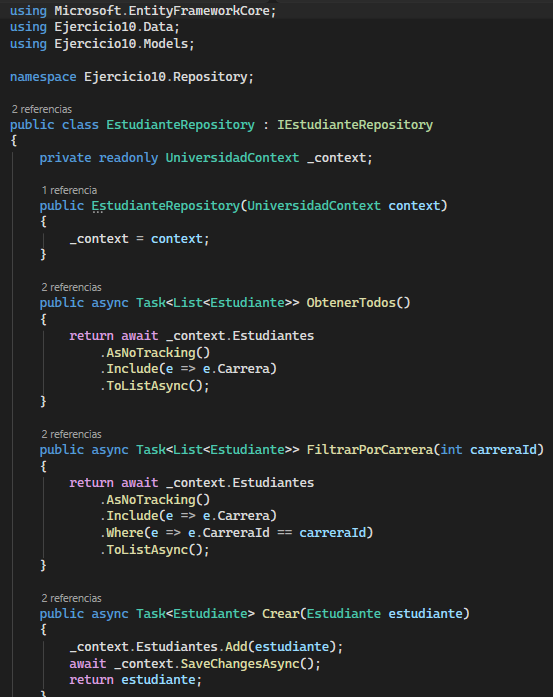 using Microsoft.EntityFrameworkCore;
using Ejercicio10.Data;
using Ejercicio10.Models;

namespace Ejercicio10.Repository;

2 referencias
public class EstudianteRepository : IEstudianteRepository
{
    private readonly UniversidadContext _context;

    1 referencia
    public EstudianteRepository(UniversidadContext context)
    {
        _context = context;
    }

    2 referencias
    public async Task<List<Estudiante>> ObtenerTodos()
    {
        return await _context.Estudiantes
            .AsNoTracking()
            .Include(e => e.Carrera)
            .ToListAsync();
    }

    2 referencias
    public async Task<List<Estudiante>> FiltrarPorCarrera(int carreraId)
    {
        return await _context.Estudiantes
            .AsNoTracking()
            .Include(e => e.Carrera)
            .Where(e => e.CarreraId == carreraId)
            .ToListAsync();
    }

    2 referencias
    public async Task<Estudiante> Crear(Estudiante estudiante)
    {
        _context.Estudiantes.Add(estudiante);
        await _context.SaveChangesAsync();
        return estudiante;
    }